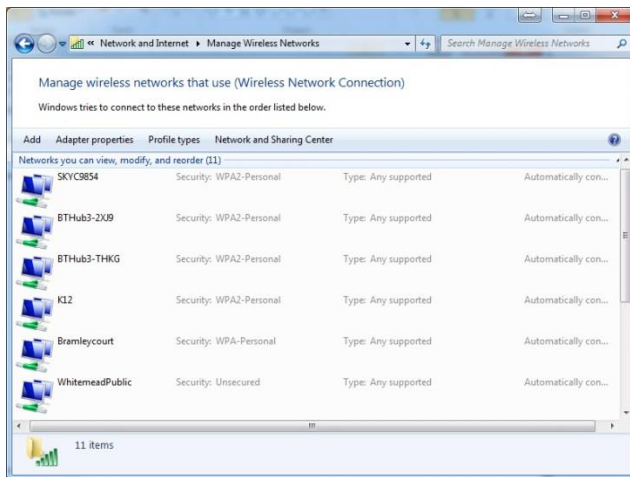 « Network and Internet ▸ Manage Wireless Networks Search Manage Wireless Networks
Manage wireless networks that use (Wireless Network Connection)
Windows tries to connect to these networks in the order listed below.
Add Adapter properties Profile types Network and Sharing Center
Networks you can view, modify, and reorder (11)
SKYC9854 Security: WPA2-Personal Type: Any supported Automatically con...
BTHub3-2XJ9 Security: WPA2-Personal Type: Any supported Automatically con...
BTHub3-THKG Security: WPA2-Personal Type: Any supported Automatically con...
K12 Security: WPA2-Personal Type: Any supported Automatically con...
Bramleycourt Security: WPA-Personal Type: Any supported Automatically con...
WhitemeadPublic Security: Unsecured Type: Any supported Automatically con...
11 items